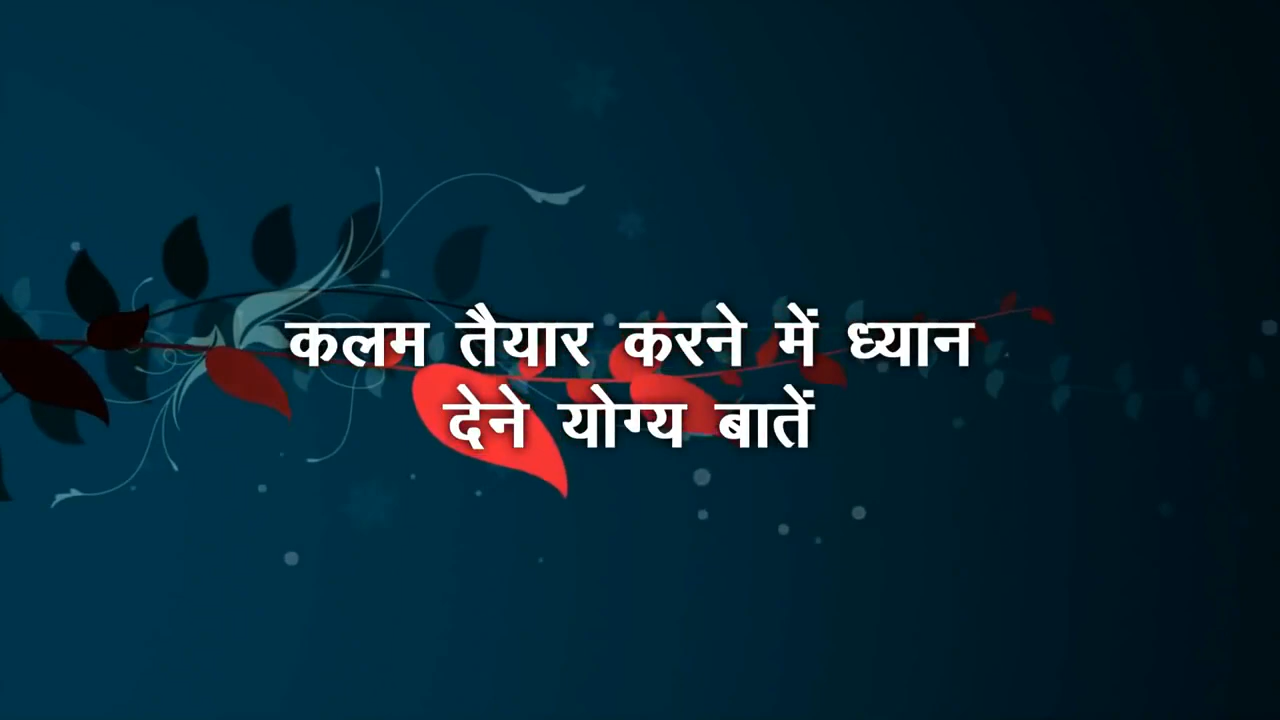 कलम तैयार करने में ध्यान
देने योग्य बातें